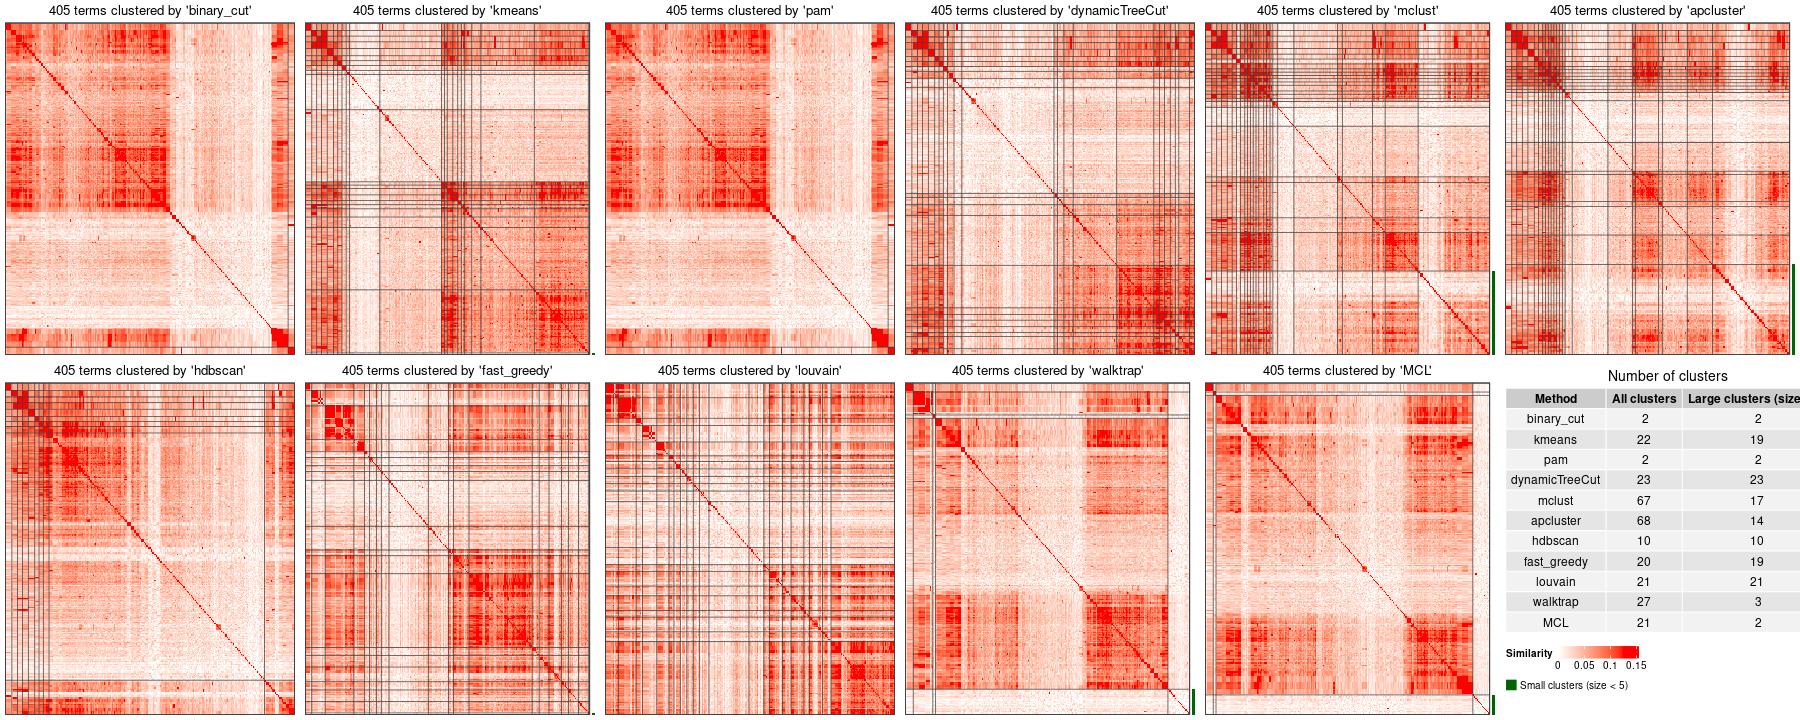 405 terms clustered by 'binary_cut'
405 terms clustered by 'kmeans'
405 terms clustered by 'pam'
405 terms clustered by 'dynamicTreeCut'
405 terms clustered by 'mclust'
405 terms clustered by 'apcluster'
405 terms clustered by 'hdbscan'
405 terms clustered by 'fast_greedy'
405 terms clustered by 'louvain'
405 terms clustered by 'walktrap'
405 terms clustered by 'MCL'
Number of clusters
Method All clusters Large clusters (size
binary_cut 2 2
kmeans 22 19
pam 2 2
dynamicTreeCut 23 23
mclust 67 17
apcluster 68 14
hdbscan 10 10
fast_greedy 20 19
louvain 21 21
walktrap 27 3
MCL 21 2
Similarity
0 0.05 0.1 0.15
Small clusters (size < 5)